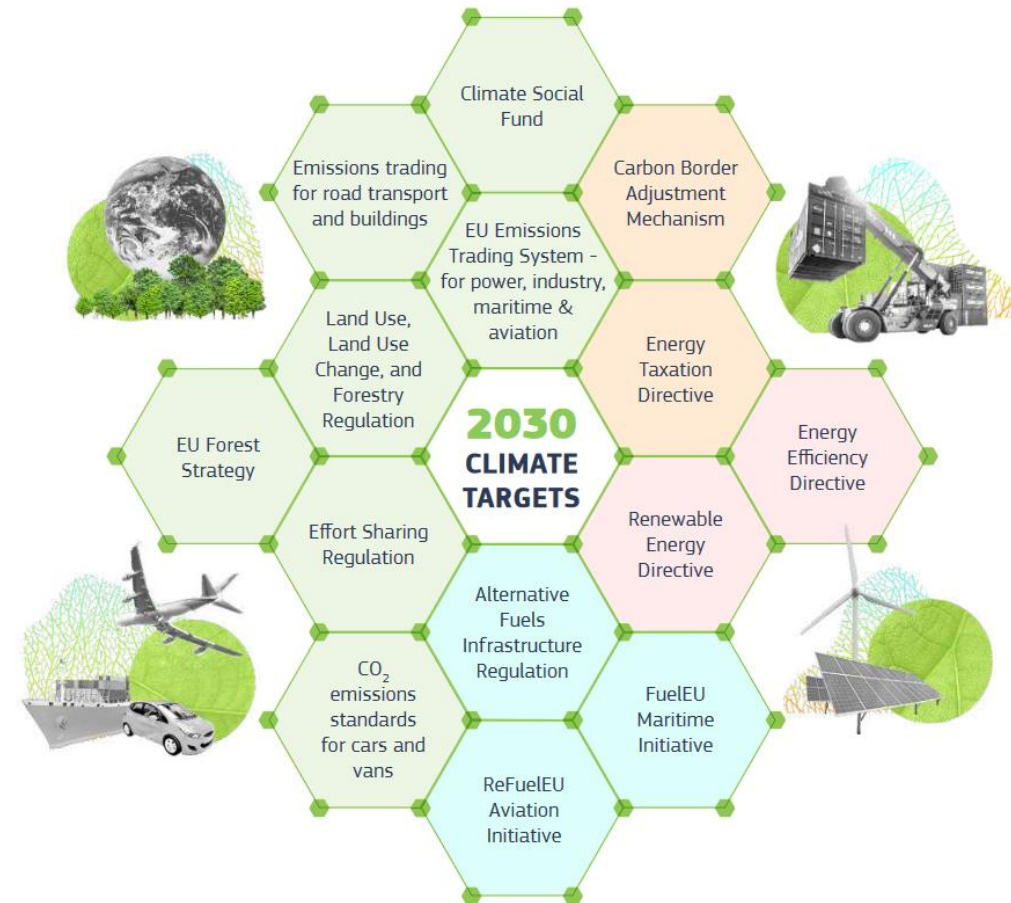 Climate Social
Fund
Emissions trading
for road transport
and buildings
Carbon Border
Adjustment
Mechanism
EU Emissions
Trading System -
for power, industry,
maritime &
aviation
Land Use,
Land Use
Change, and
Forestry
Regulation
Energy
Taxation
Directive
2030
CLIMATE
TARGETS
EU Forest
Strategy
Energy
Efficiency
Directive
Effort Sharing
Regulation
Renewable
Energy
Directive
Alternative
Fuels
Infrastructure
Regulation
CO₂
emissions
standards
for cars and
vans
FuelEU
Maritime
Initiative
ReFuelEU
Aviation
Initiative